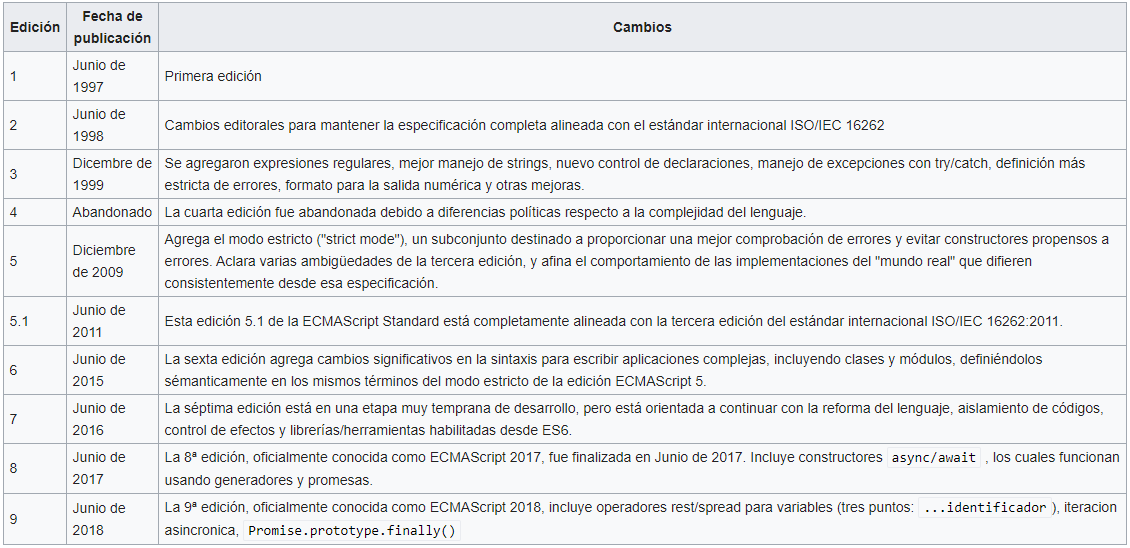 Edición
Fecha de
publicación
Cambios
1
Junio de
1997
Primera edición
2
Junio de
1998
Cambios editorales para mantener la especificación completa alineada con el estándar internacional ISO/IEC 16262
3
Dicembre de
1999
Se agregaron expresiones regulares, mejor manejo de strings, nuevo control de declaraciones, manejo de excepciones con try/catch, definición más
estricta de errores, formato para la salida numérica y otras mejoras.
4
Abandonado
La cuarta edición fue abandonada debido a diferencias políticas respecto a la complejidad del lenguaje.
5
Diciembre
de 2009
Agrega el modo estricto ("strict mode"), un subconjunto destinado a proporcionar una mejor comprobación de errores y evitar constructores propensos a
errores. Aclara varias ambigüedades de la tercera edición, y afina el comportamiento de las implementaciones del "mundo real" que difieren
consistentemente desde esa especificación.
5.1
Junio de
2011
Esta edición 5.1 de la ECMAScript Standard está completamente alineada con la tercera edición del estándar internacional ISO/IEC 16262:2011.
6
Junio de
2015
La sexta edición agrega cambios significativos en la sintaxis para escribir aplicaciones complejas, incluyendo clases y módulos, definiéndolos
sémanticamente en los mismos términos del modo estricto de la edición ECMAScript 5.
7
Junio de
2016
La séptima edición está en una etapa muy temprana de desarrollo, pero está orientada a continuar con la reforma del lenguaje, aislamiento de códigos,
control de efectos y librerías/herramientas habilitadas desde ES6.
8
Junio de
2017
La 8ª edición, oficialmente conocida como ECMAScript 2017, fue finalizada en Junio de 2017. Incluye constructores async/await , los cuales funcionan
usando generadores y promesas.
9
Junio de
2018
La 9ª edición, oficialmente conocida como ECMAScript 2018, incluye operadores rest/spread para variables (tres puntos: ...identificador ), iteracion
asincronica, Promise.prototype.finally()